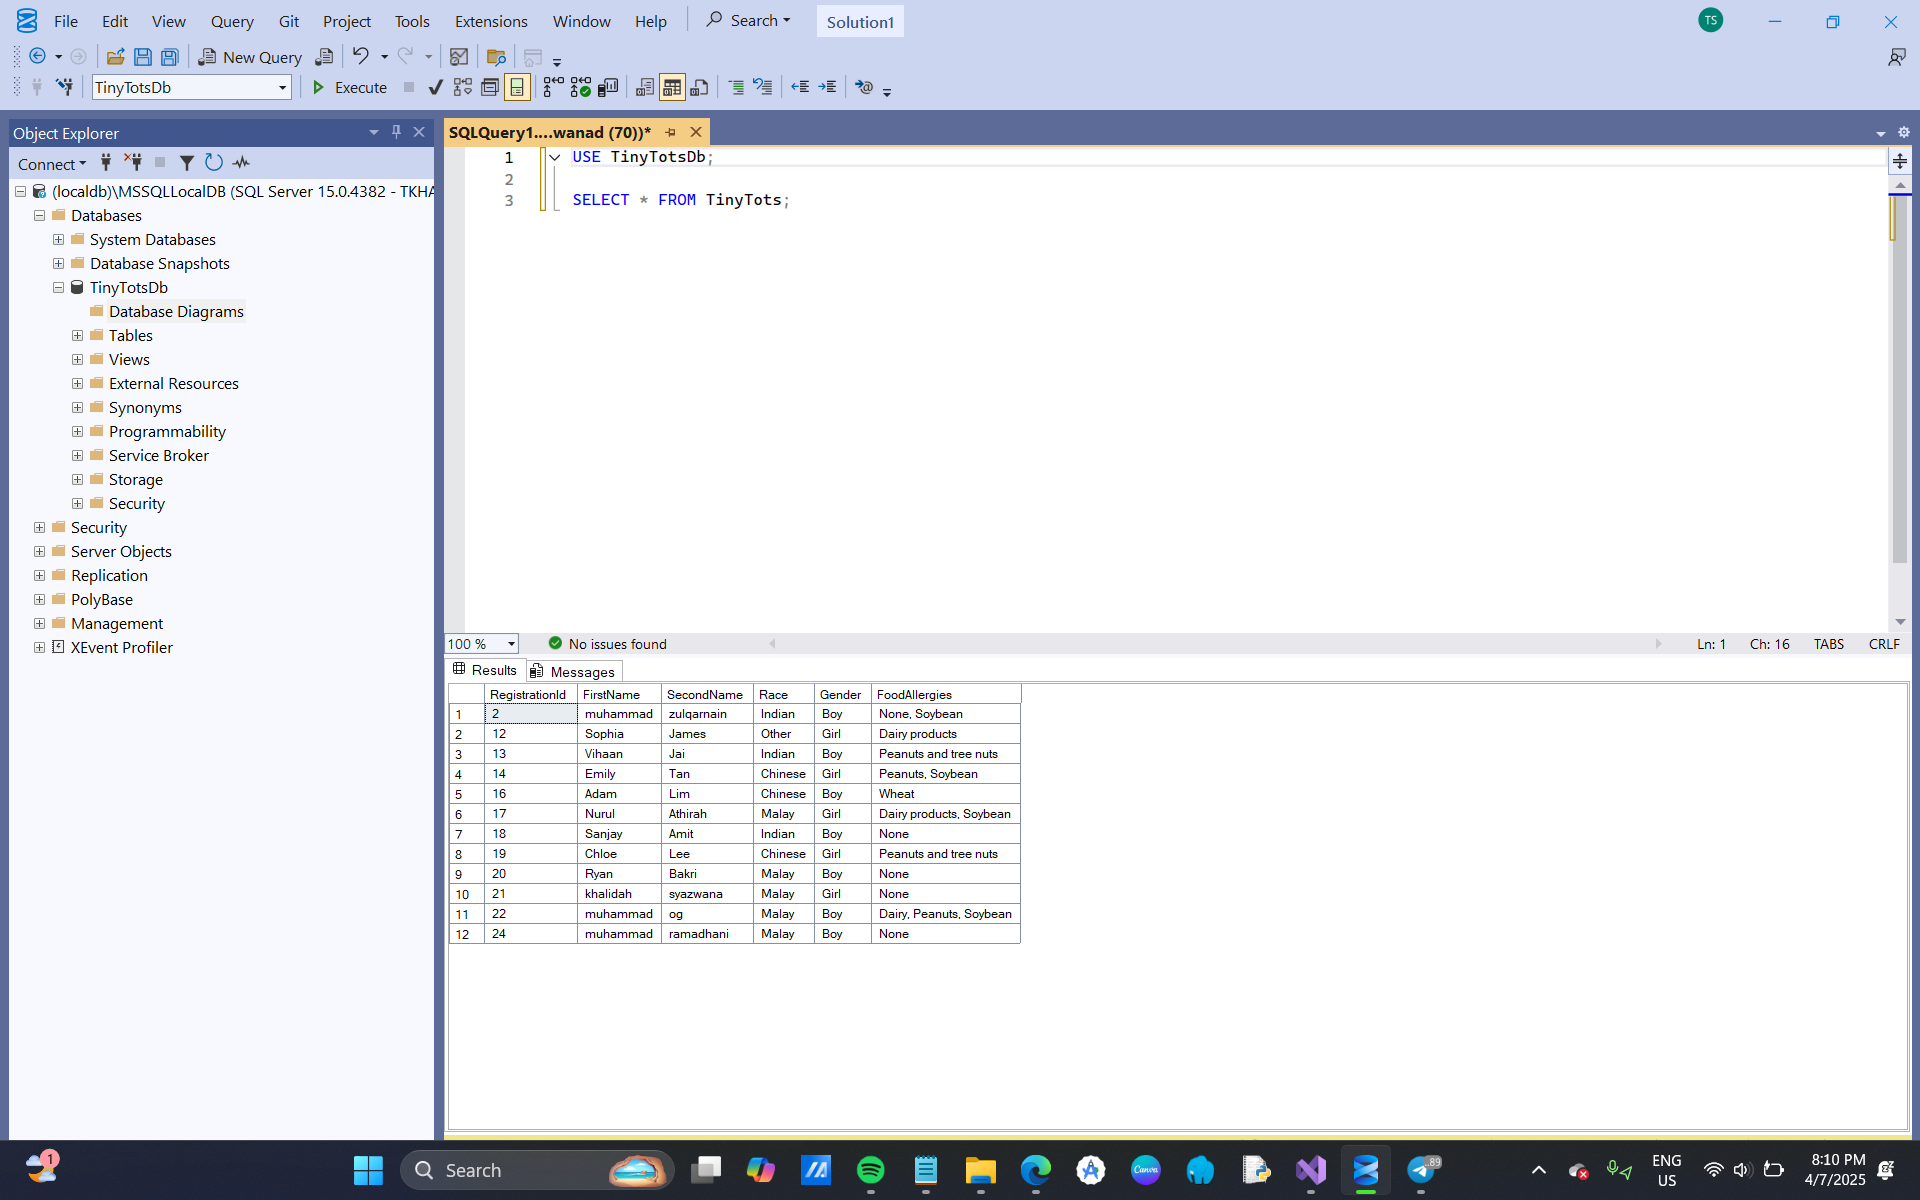 File Edit View Query Git Project Tools Extensions Window Help Search Solution1 TS
New Query
TinyTotsDb Execute
Object Explorer
Connect
(localdb)\MSSQLLocalDB (SQL Server 15.0.4382 - TKHA
Databases
System Databases
Database Snapshots
TinyTotsDb
Database Diagrams
Tables
Views
External Resources
Synonyms
Programmability
Service Broker
Storage
Security
Security
Server Objects
Replication
PolyBase
Management
XEvent Profiler
SQLQuery1....wanad (70))*
1 USE TinyTotsDb;
2
3 SELECT * FROM TinyTots;
100 % No issues found Ln: 1 Ch: 16 TABS CRLF
Results Messages
RegistrationId FirstName SecondName Race Gender FoodAllergies
1 2 muhammad zulqarnain Indian Boy None, Soybean
2 12 Sophia James Other Girl Dairy products
3 13 Vihaan Jai Indian Boy Peanuts and tree nuts
4 14 Emily Tan Chinese Girl Peanuts, Soybean
5 16 Adam Lim Chinese Boy Wheat
6 17 Nurul Athirah Malay Girl Dairy products, Soybean
7 18 Sanjay Amit Indian Boy None
8 19 Chloe Lee Chinese Girl Peanuts and tree nuts
9 20 Ryan Bakri Malay Boy None
10 21 khalidah syazwana Malay Girl None
11 22 muhammad og Malay Boy Dairy, Peanuts, Soybean
12 24 muhammad ramadhani Malay Boy None
1 Search Canva .89 ENG US 8:10 PM
4/7/2025